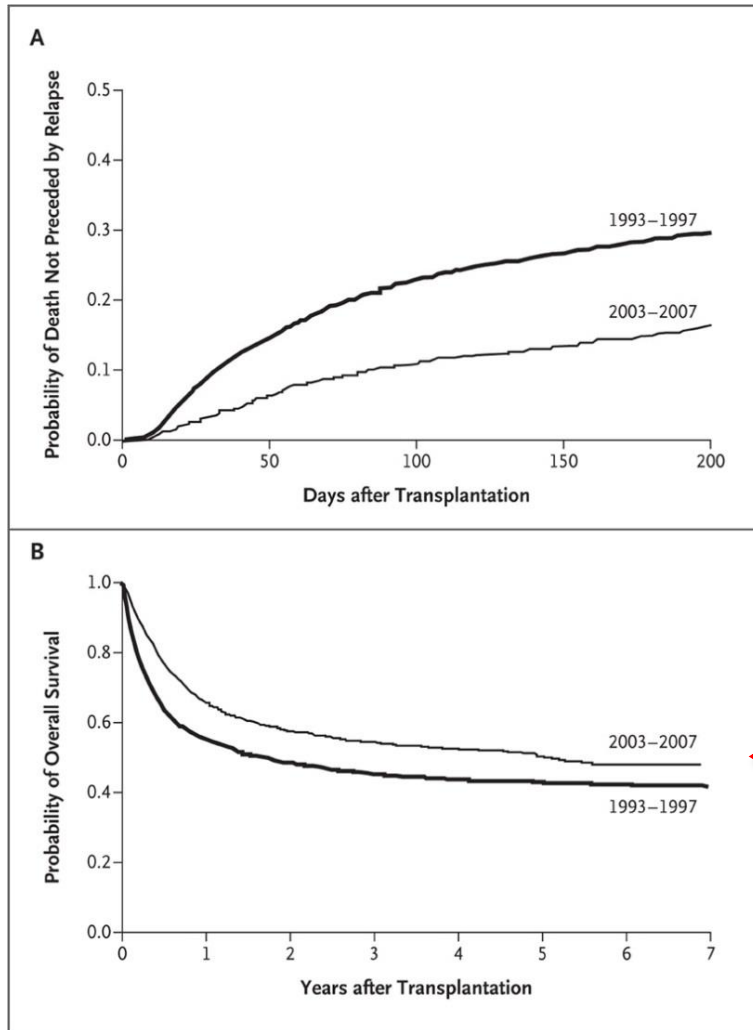 A
Probability of Death Not Preceded by Relapse
0.5
0.4
0.3
0.2
0.1
0.0
1993–1997
2003–2007
0 50 100 150 200
Days after Transplantation
B
Probability of Overall Survival
1.0
0.8
0.6
0.4
0.2
0.0
2003–2007
1993–1997
0 1 2 3 4 5 6 7
Years after Transplantation